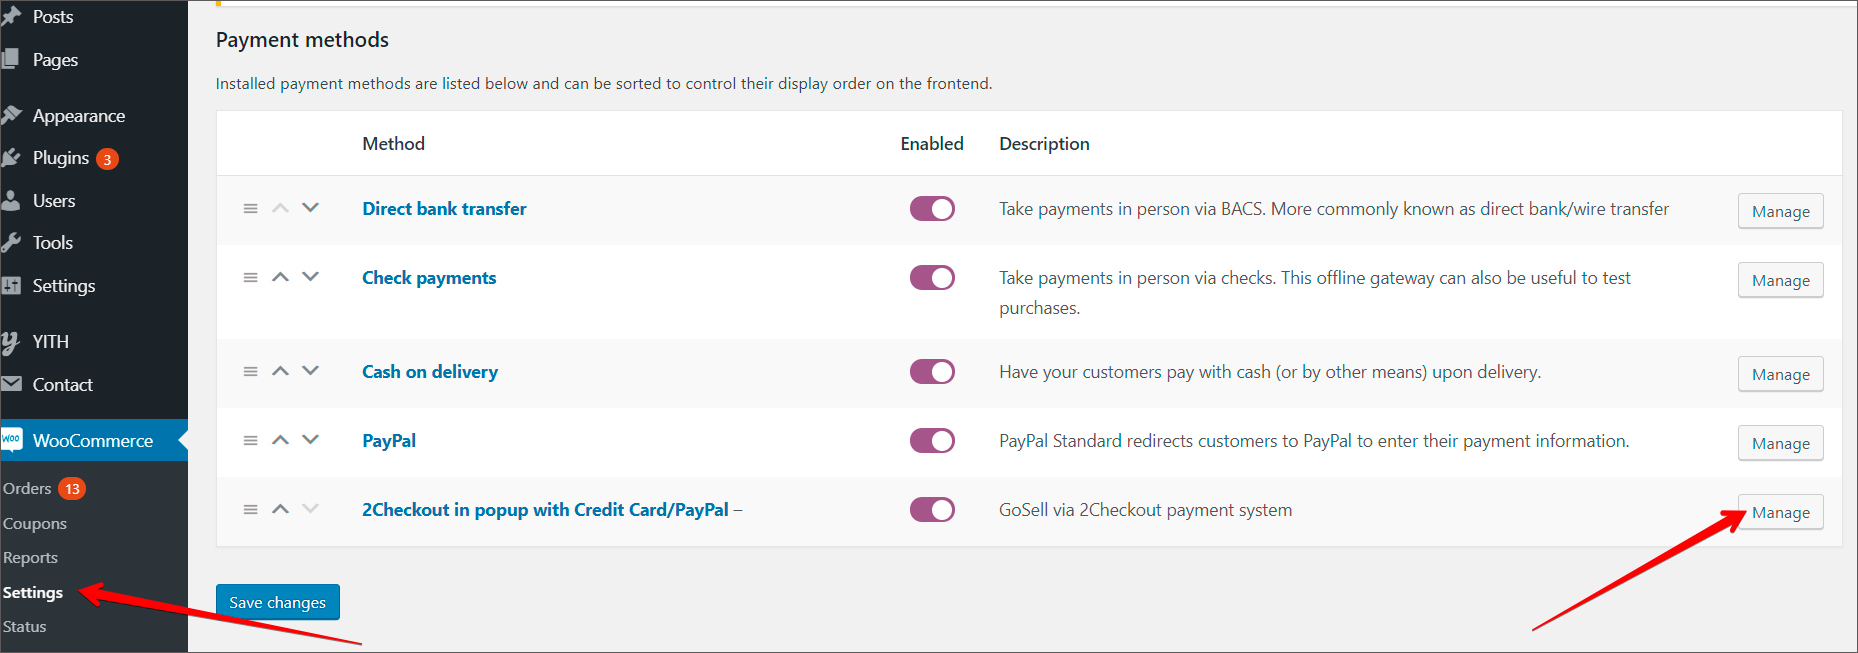 Posts
Pages
Appearance
Plugins 3
Users
Tools
Settings
YITH
Contact
WOO WooCommerce
Orders 13
Coupons
Reports
Settings
Status
Payment methods
Installed payment methods are listed below and can be sorted to control their display order on the frontend.
Method Enabled Description
Direct bank transfer Take payments in person via BACS. More commonly known as direct bank/wire transfer Manage
Check payments Take payments in person via checks. This offline gateway can also be useful to test Manage
purchases.
Cash on delivery Have your customers pay with cash (or by other means) upon delivery. Manage
PayPal PayPal Standard redirects customers to PayPal to enter their payment information. Manage
2Checkout in popup with Credit Card/PayPal – GoSell via 2Checkout payment system Manage
Save changes